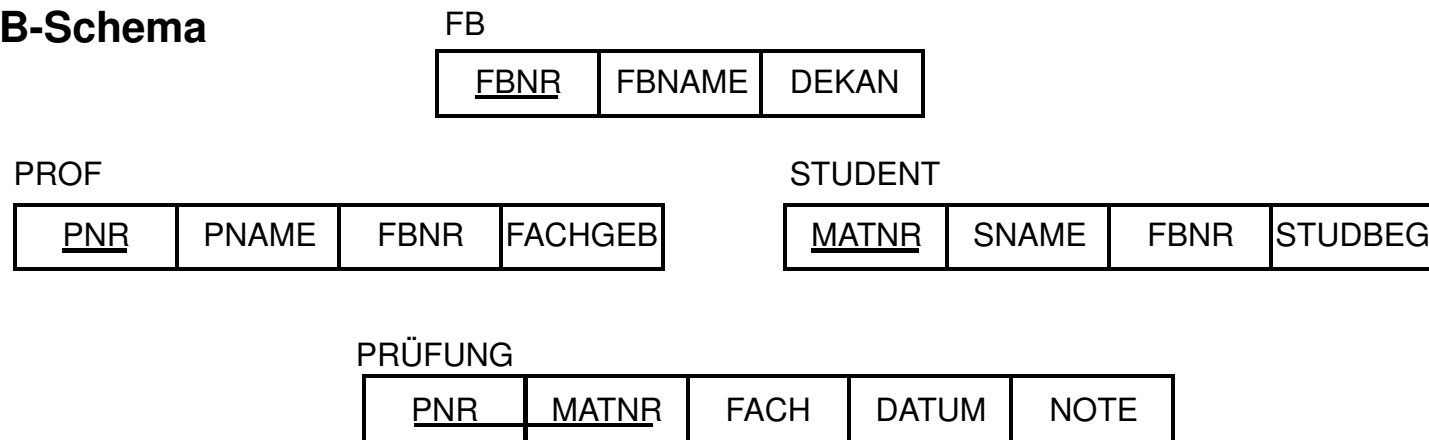 B-Schema
FB
FBNR FBNAME DEKAN
PROF STUDENT
PNR PNAME FBNR FACHGEB MATNR SNAME FBNR STUDBEG
PRÜFUNG
PNR MATNR FACH DATUM NOTE